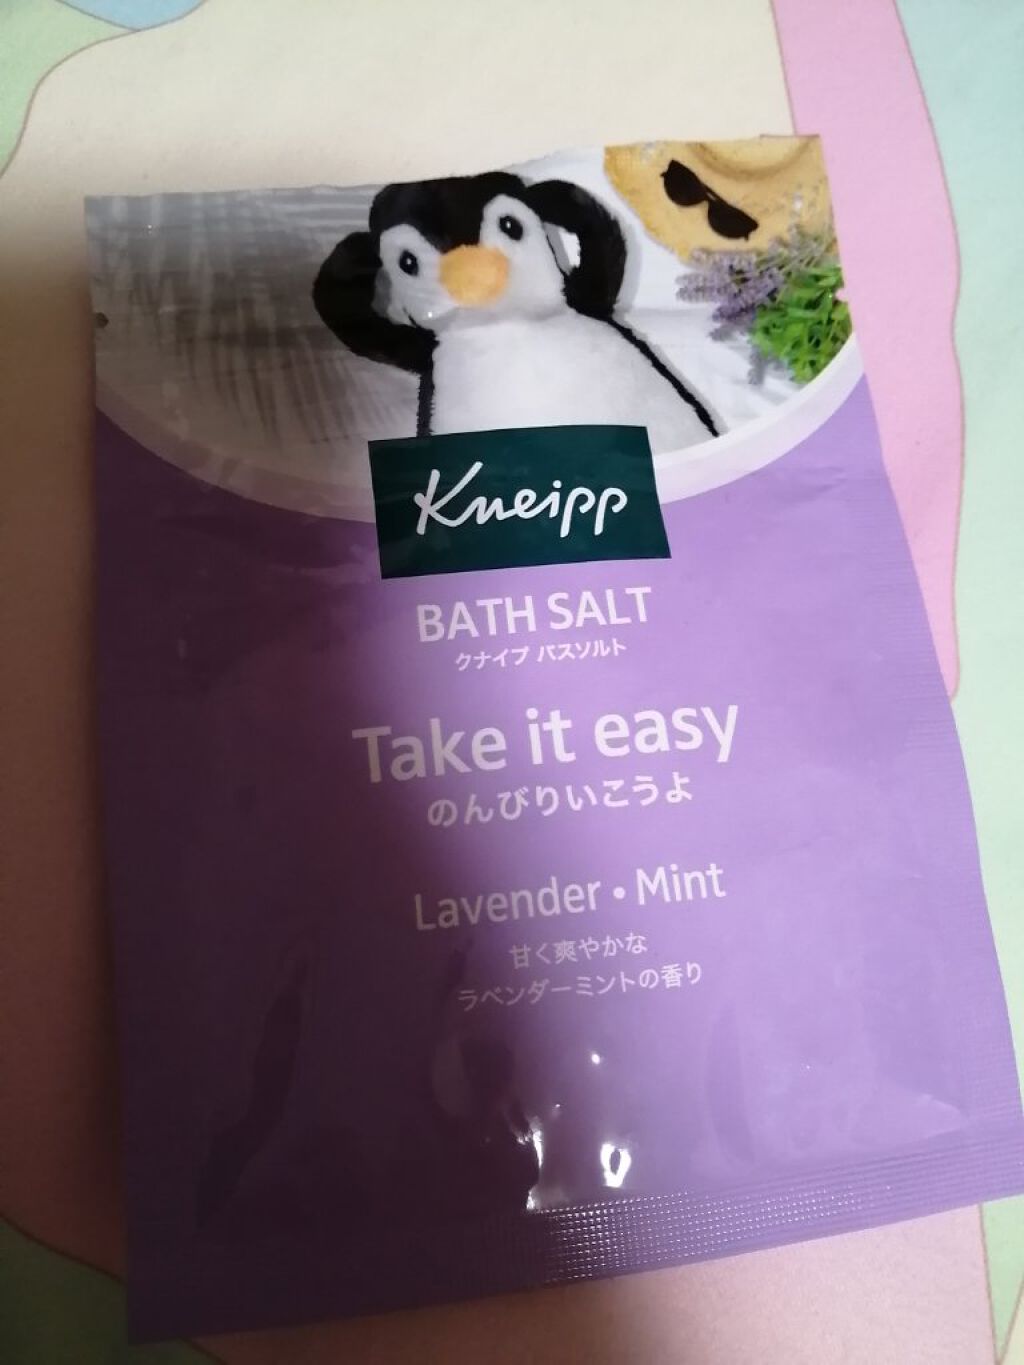 Kneipp
BATH SALT
クナイプ バスソルト
Take it easy
のんびりいこうよ
Lavender・Mint
甘く爽やかな
ラベンダーミントの香り